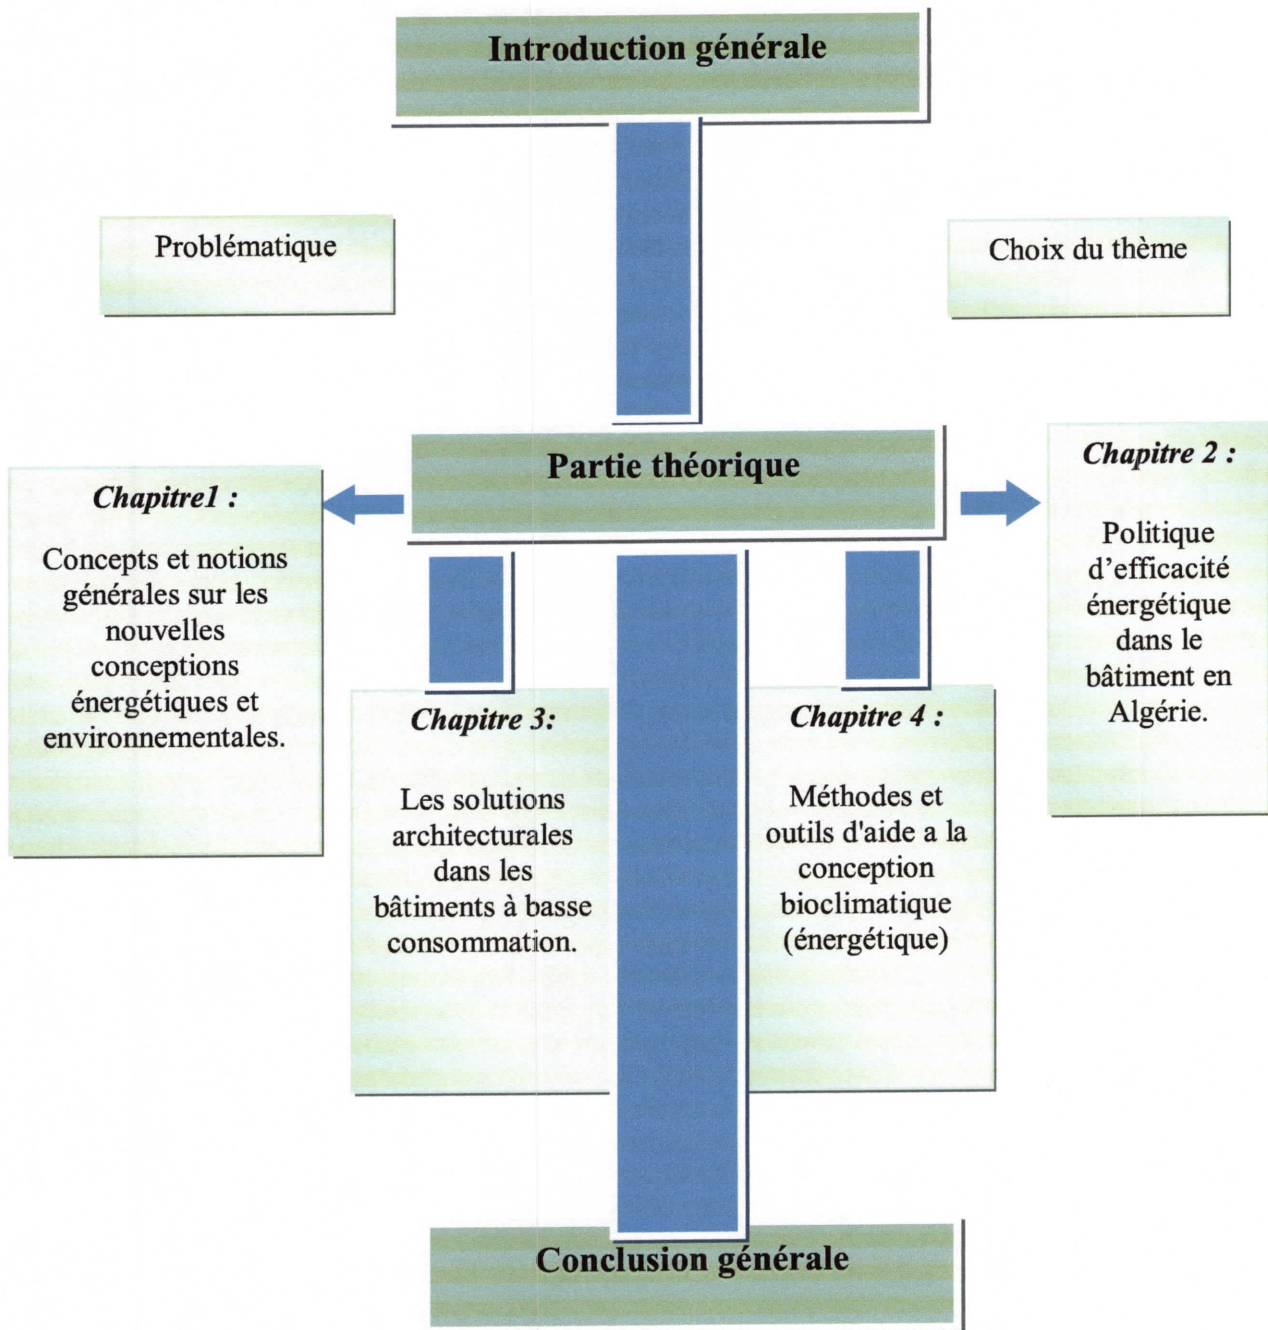 Introduction générale
Problématique
Choix du thème
Partie théorique
Chapitre1 :
Concepts et notions
générales sur les
nouvelles
conceptions
énergétiques et
environnementales.
Chapitre 2 :
Politique
d’efficacité
énergétique
dans le
bâtiment en
Algérie.
Chapitre 3:
Les solutions
architecturales
dans les
bâtiments à basse
consommation.
Chapitre 4 :
Méthodes et
outils d'aide a la
conception
bioclimatique
(énergétique)
Conclusion générale